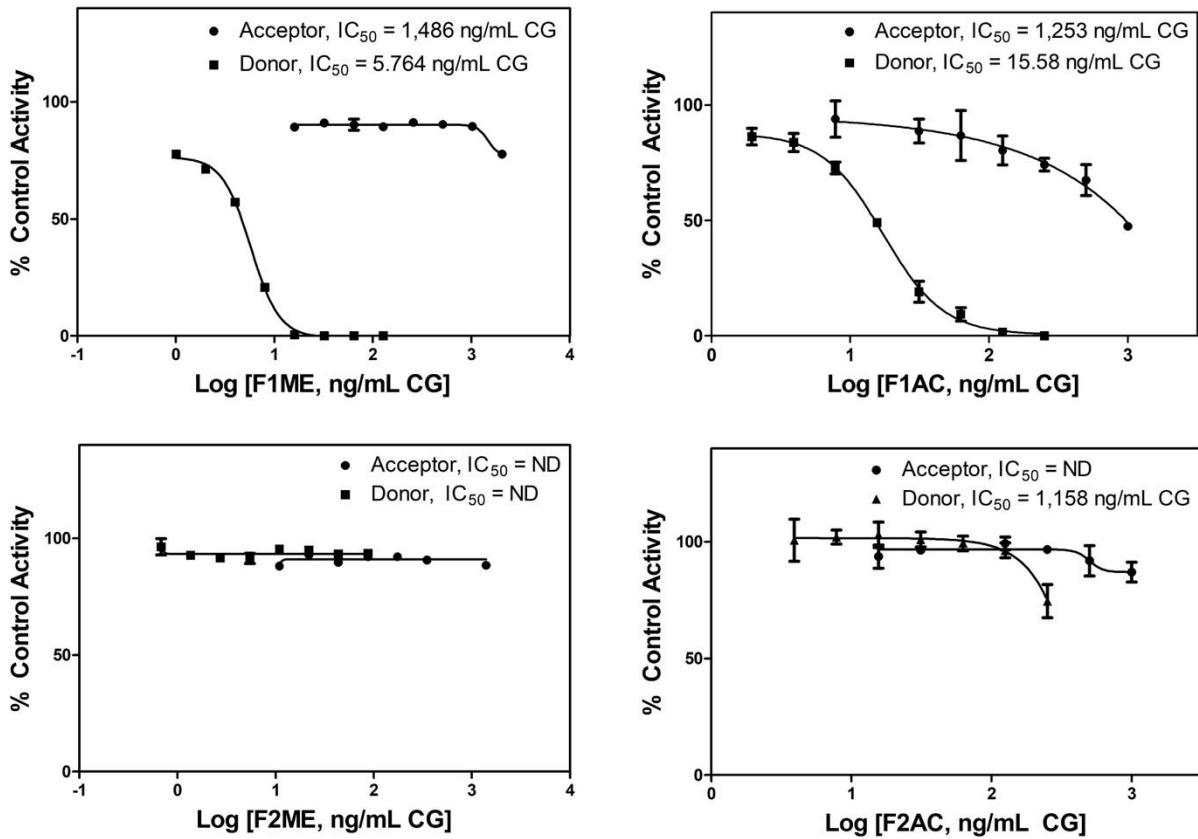 Acceptor, IC50 = 1,486 ng/mL CG
Donor, IC50 = 5.764 ng/mL CG
% Control Activity
100
50
0
-1 0 1 2 3 4
Log [F1ME, ng/mL CG]
Acceptor, IC50 = 1,253 ng/mL CG
Donor, IC50 = 15.58 ng/mL CG
% Control Activity
100
50
0
0 1 2 3
Log [F1AC, ng/mL CG]
Acceptor, IC50 = ND
Donor, IC50 = ND
% Control Activity
100
50
0
-1 0 1 2 3 4
Log [F2ME, ng/mL CG]
Acceptor, IC50 = ND
Donor, IC50 = 1,158 ng/mL CG
% Control Activity
100
50
0
0 1 2 3
Log [F2AC, ng/mL CG]